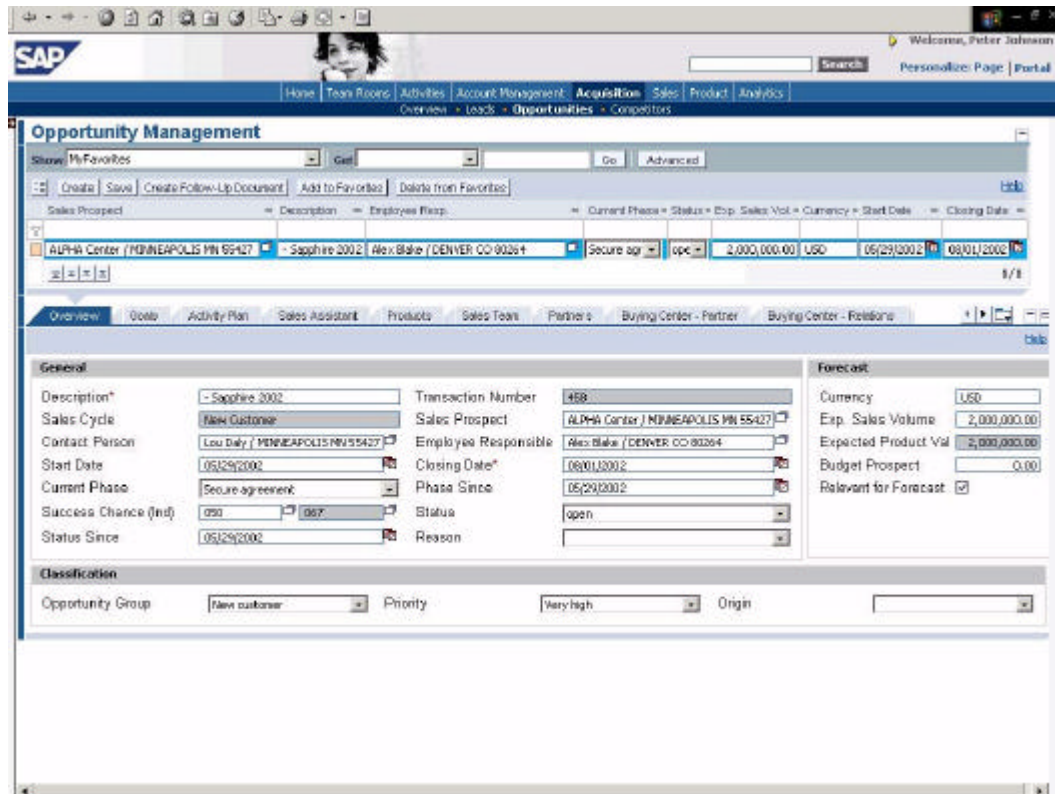 Welcome, Peter Johnson
SAP
Search
Personalize: Page | Portal
Home | Team Rooms | Activities | Account Management | Acquisition | Sales | Product | Analytics
Overview • Leads • Opportunities • Competitors
Opportunity Management
Show MyFavorites Get Go Advanced
Create Save Create Follow-Up Document Add to Favorites Delete from Favorites Help
Sales Prospect Description Employee Resp. Current Phase Status Exp. Sales Vol. Currency Start Date Closing Date
ALPHA Center / MINNEAPOLIS MN 55427 - Sapphire 2002 Alex Blake / DENVER CO 80264 Secure agr ope 2,000,000.00 USD 05/29/2002 08/01/2002
1/1
Overview Goals Activity Plan Sales Assistant Products Sales Team Partners Buying Center - Partner Buying Center - Relations
Help
General Forecast
Description* - Sapphire 2002 Transaction Number 458 Currency USD
Sales Cycle New Customer Sales Prospect ALPHA Center / MINNEAPOLIS MN 55427 Exp. Sales Volume 2,000,000.00
Contact Person Lou Daly / MINNEAPOLIS MN 55427 Employee Responsible Alex Blake / DENVER CO 80264 Expected Product Val 2,000,000.00
Start Date 05/29/2002 Closing Date* 08/01/2002 Budget Prospect 0.00
Current Phase Secure agreement Phase Since 05/29/2002 Relevant for Forecast
Success Chance (Ind) 050 067 Status open
Status Since 05/29/2002 Reason
Classification
Opportunity Group New customer Priority Very high Origin